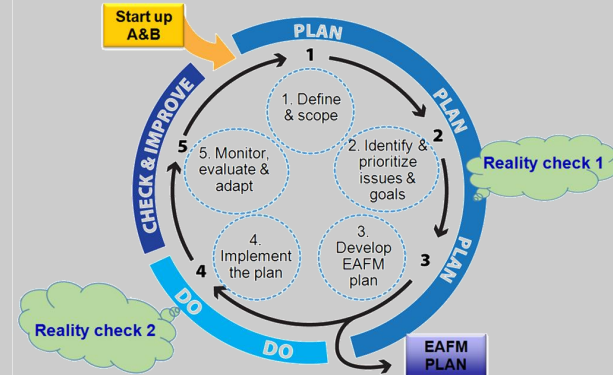 Start up
A&B
PLAN
1
1. Define
& scope
PLAN
2
2. Identify &
prioritize
issues &
goals
Reality check 1
PLAN
3
3.
Develop
EAFM
plan
EAFM
PLAN
DO
DO
4
4.
Implement
the plan
Reality check 2
CHECK & IMPROVE
5
5. Monitor,
evaluate &
adapt